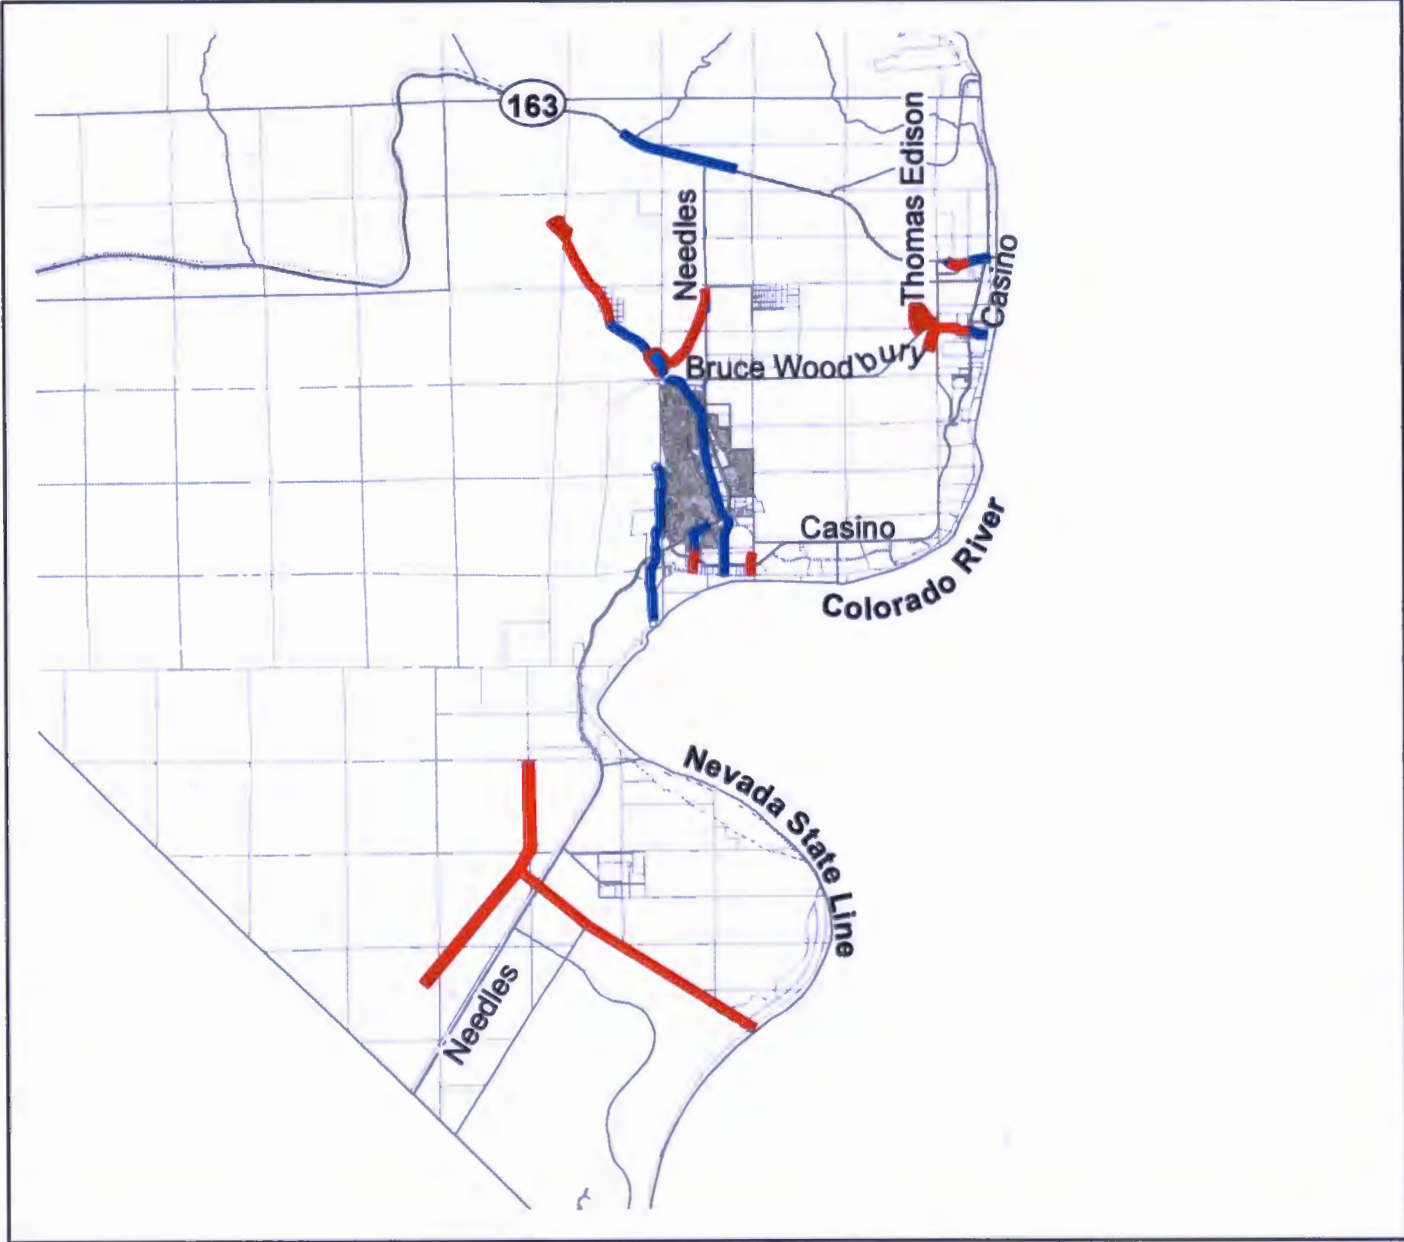 163
Thomas Edison
Needles
Casino
Bruce Woodbury
Casino
Colorado River
Nevada State Line
Needles